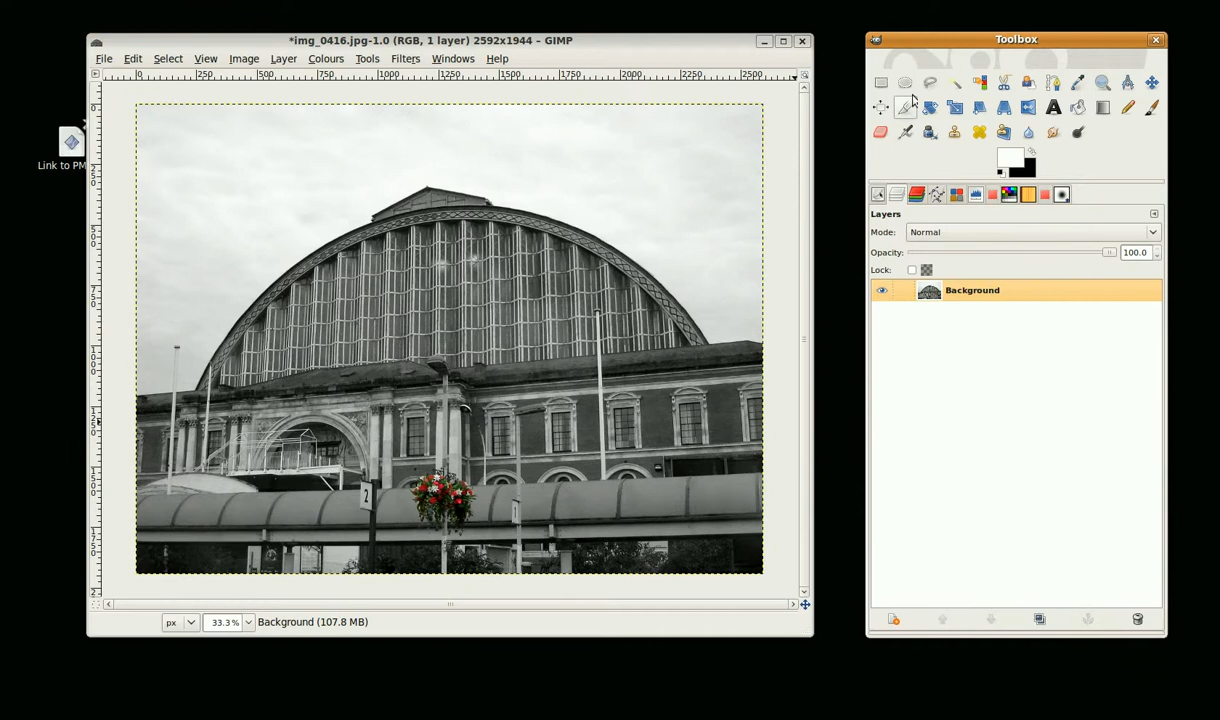 *img_0416.jpg-1.0 (RGB, 1 layer) 2592x1944 – GIMP
File Edit Select View Image Layer Colours Tools Filters Windows Help
0 250 500 750 1000 1250 1500 1750 2000 2250 2500
Link to PM
2
px 33.3% Background (107.8 MB)
Toolbox
Layers
Mode: Normal
Opacity: 100.0
Lock:
Background